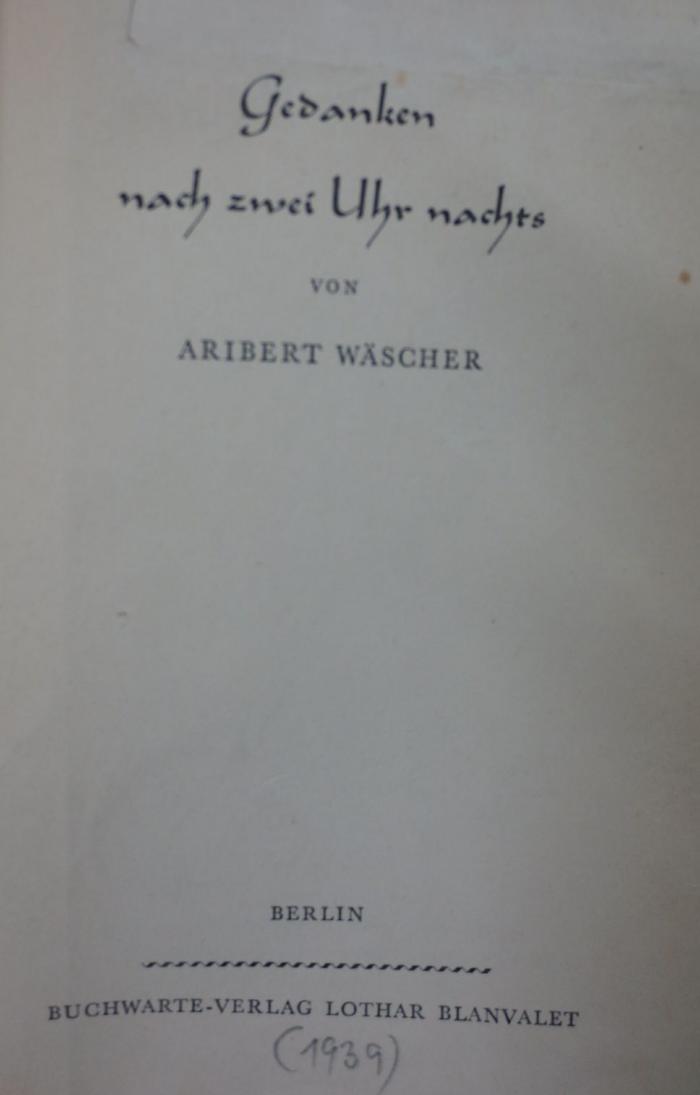 Gedanken
nach zwei Uhr nachts
VON
ARIBERT WÄSCHER
BERLIN
BUCHWARTE-VERLAG LOTHAR BLANVALET
(1939)